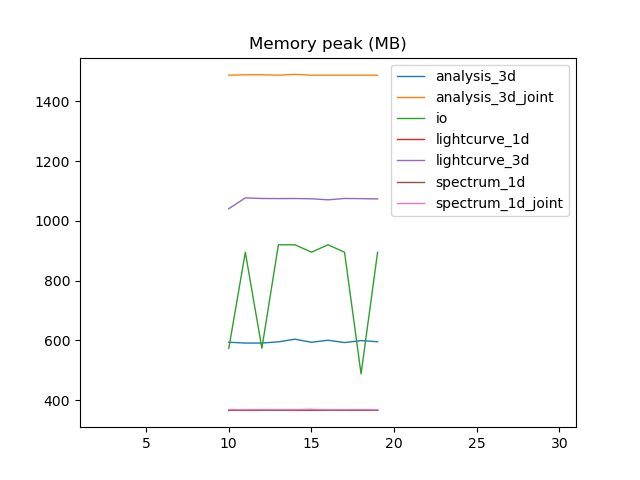 Memory peak (MB)
analysis_3d
analysis_3d_joint
io
lightcurve_1d
lightcurve_3d
spectrum_1d
spectrum_1d_joint
1400
1200
1000
800
600
400
5 10 15 20 25 30